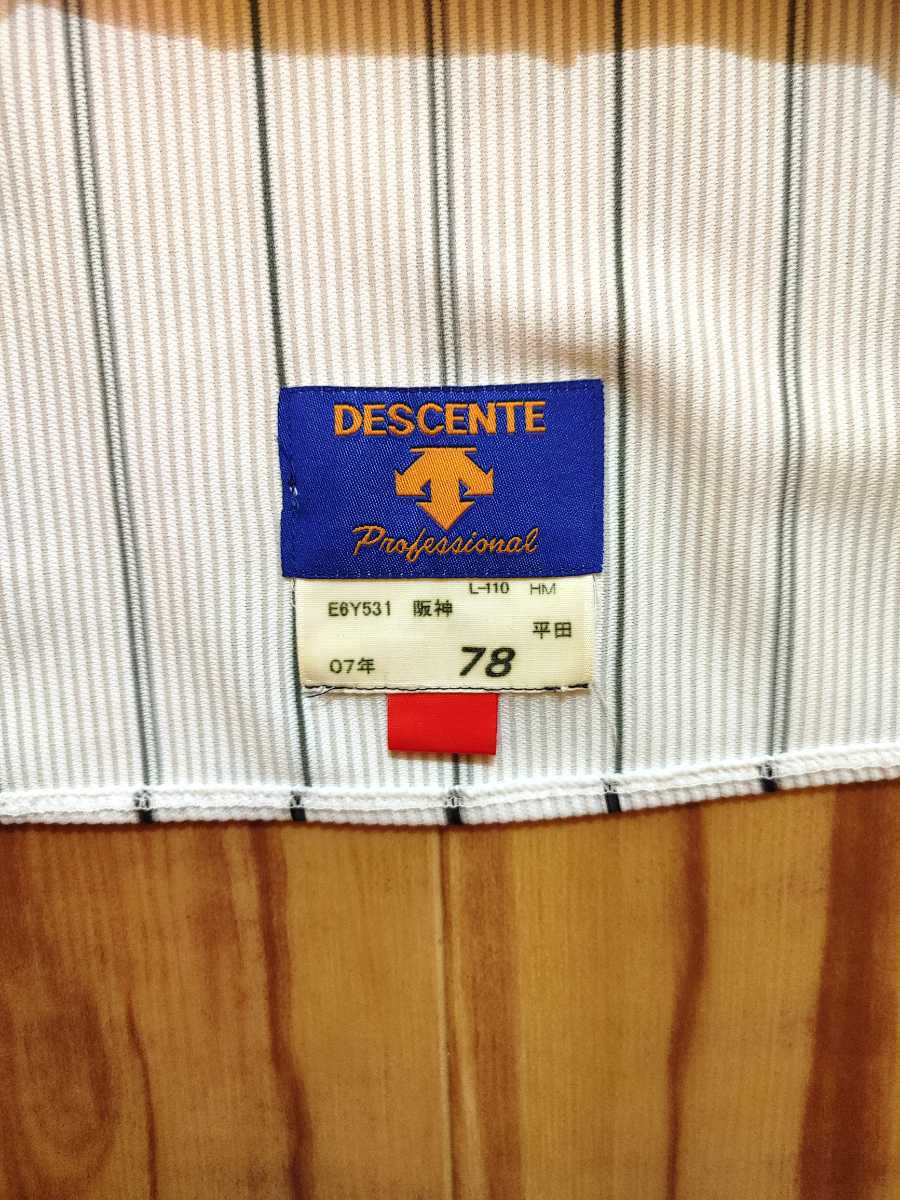 DESCENTE
Professional
L-110 HM
E6Y531 阪神
平田
07年 78